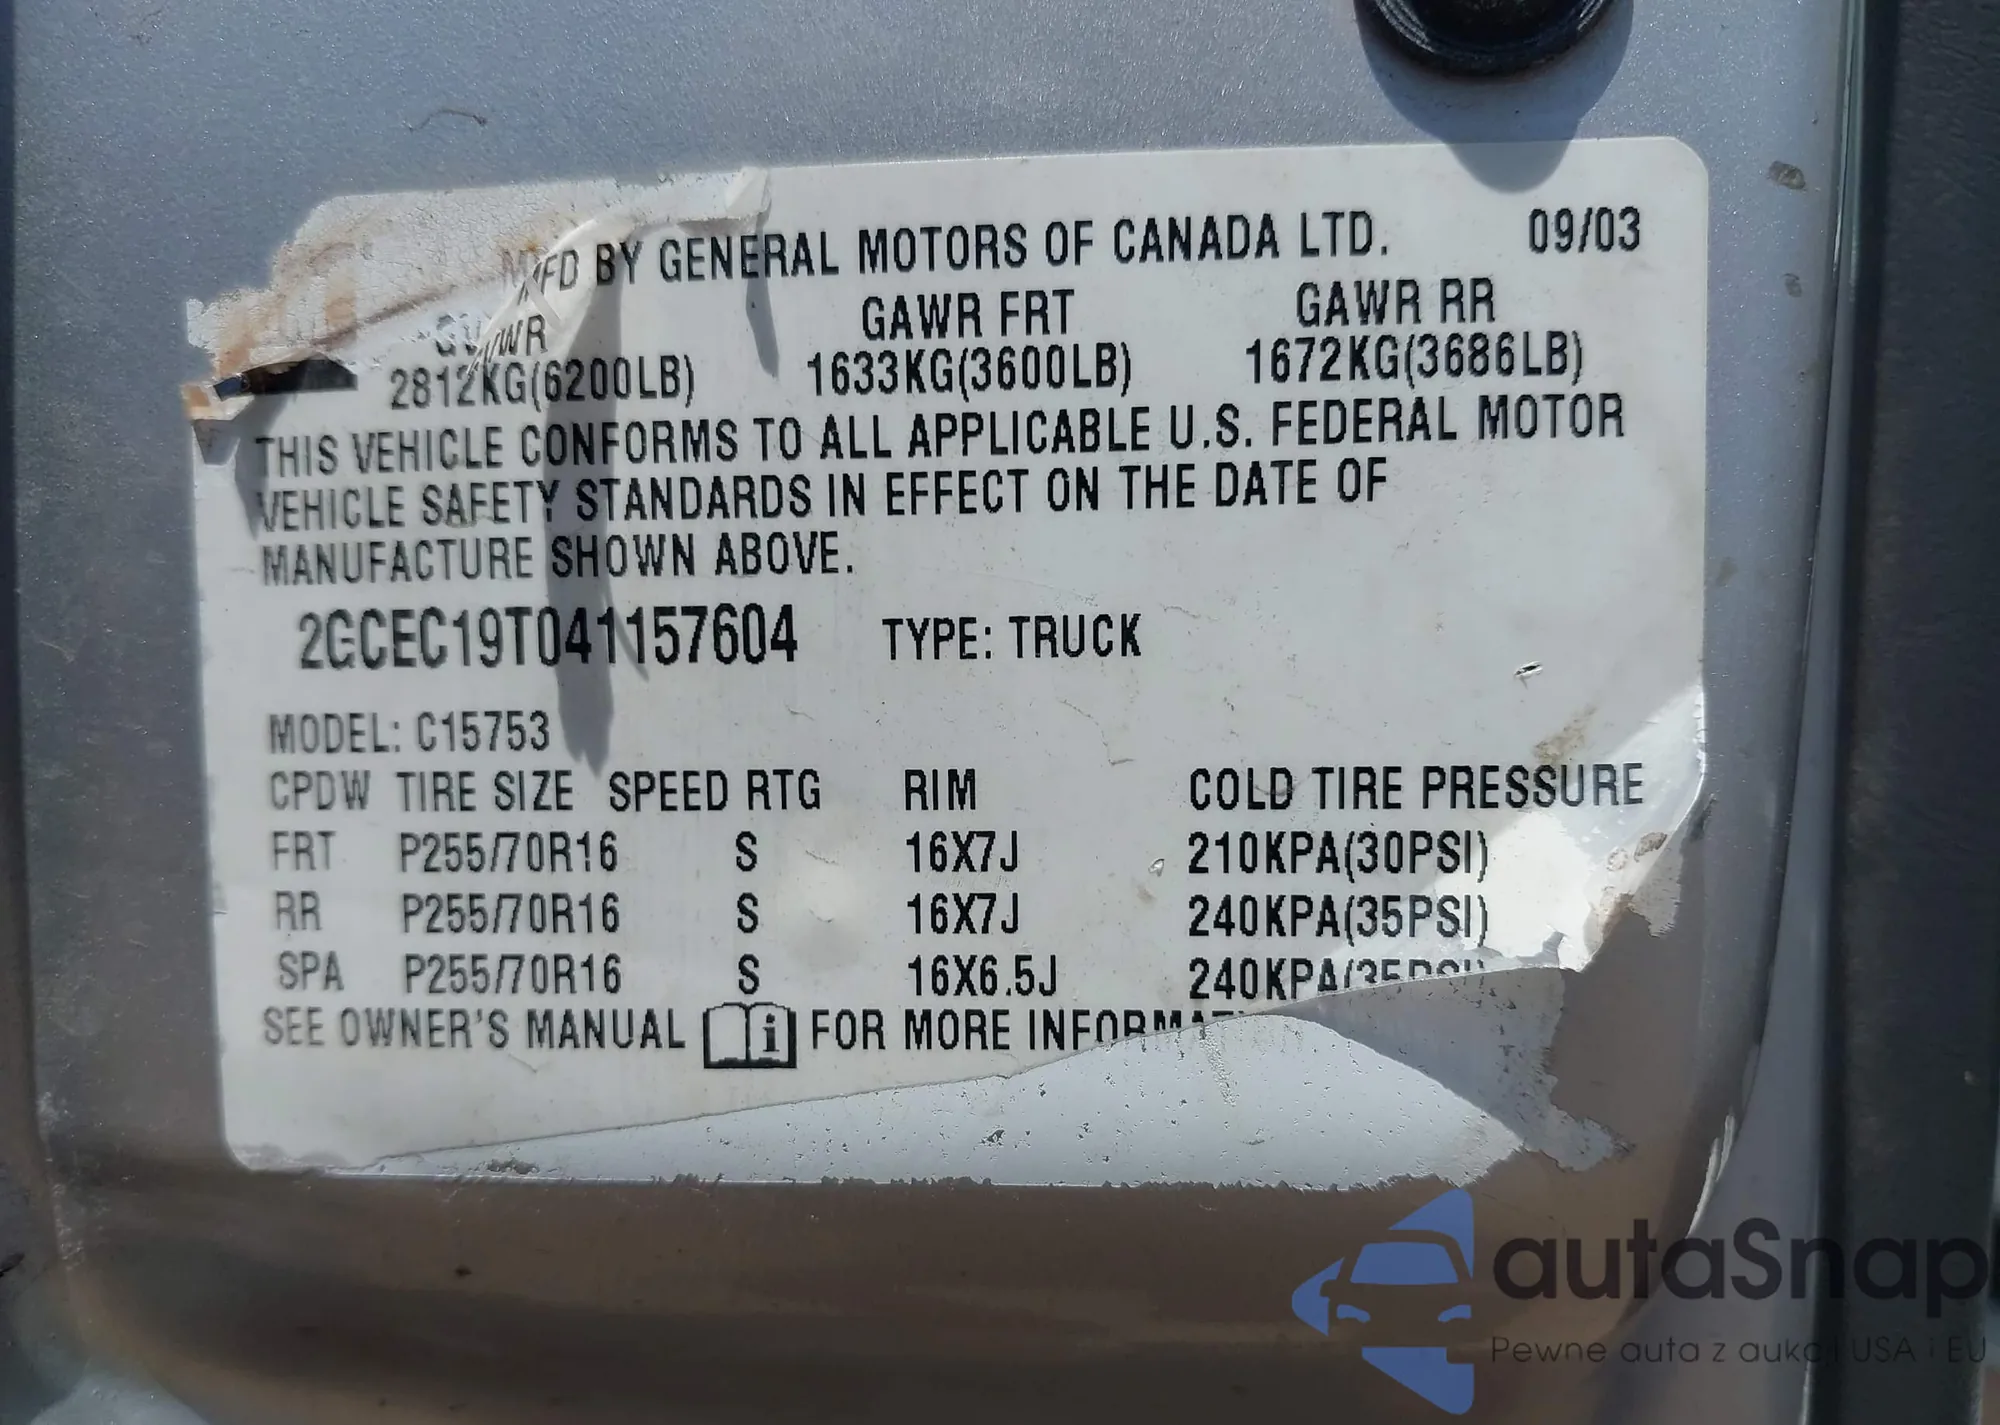 MFD BY GENERAL MOTORS OF CANADA LTD. 09/03
GVWR GAWR FRT GAWR RR
2812KG(6200LB) 1633KG(3600LB) 1672KG(3686LB)
THIS VEHICLE CONFORMS TO ALL APPLICABLE U.S. FEDERAL MOTOR
VEHICLE SAFETY STANDARDS IN EFFECT ON THE DATE OF
MANUFACTURE SHOWN ABOVE.
2GCEC19T041157604 TYPE: TRUCK
MODEL: C15753
CPDW TIRE SIZE SPEED RTG RIM COLD TIRE PRESSURE
FRT P255/70R16 S 16X7J 210KPA(30PSI)
RR P255/70R16 S 16X7J 240KPA(35PSI)
SPA P255/70R16 S 16X6.5J 240KPA(35PSI)
SEE OWNER'S MANUAL i FOR MORE
autaSnap
Pewne auta z aukcji USA i EU